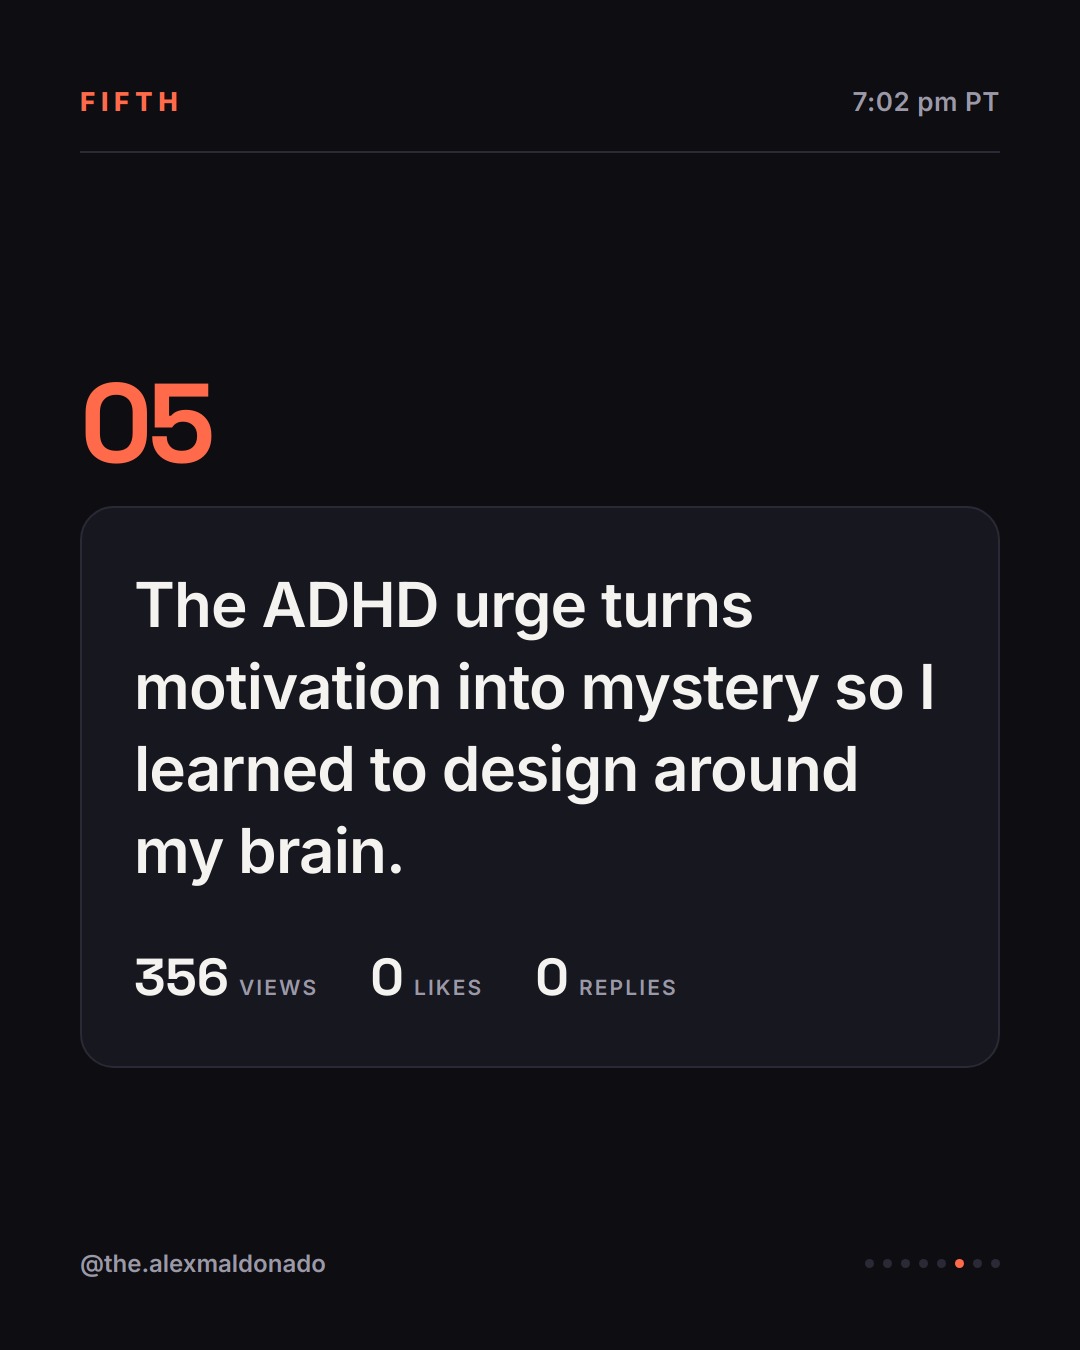 FIFTH
7:02 pm PT
05
The ADHD urge turns
motivation into mystery so I
learned to design around
my brain.
356 VIEWS 0 LIKES 0 REPLIES
@the.alexmaldonado